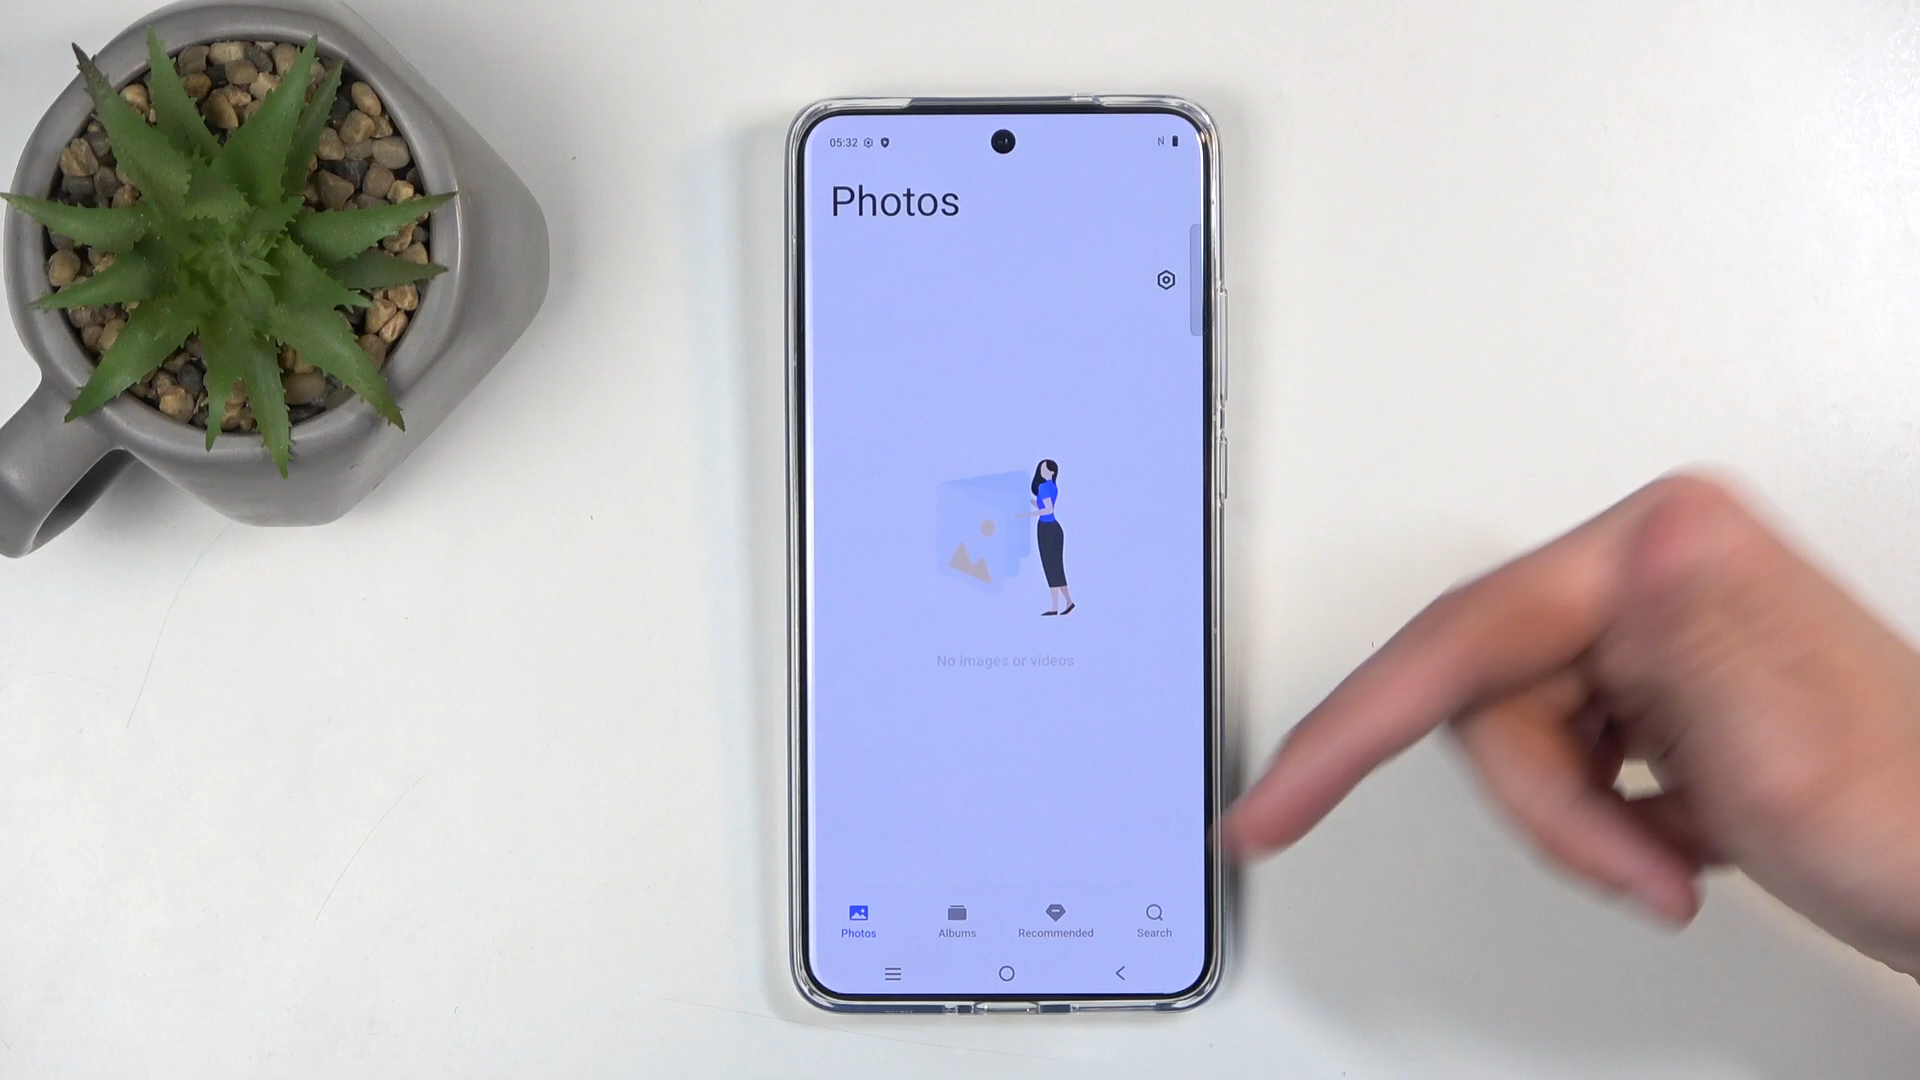 05:32
N
Photos
No images or videos
Photos
Albums
Recommended
Search